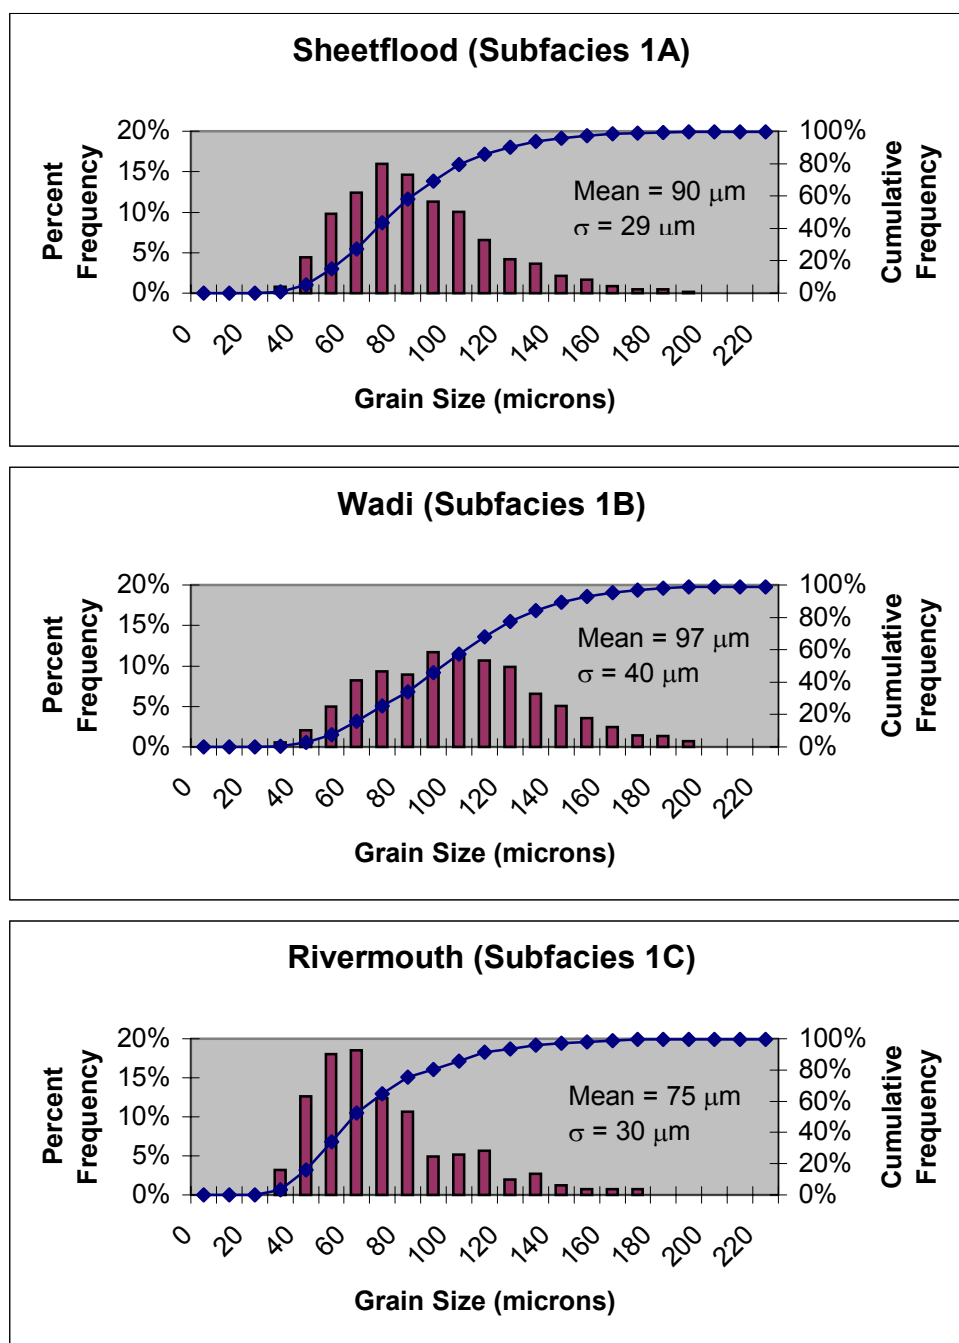 Sheetflood (Subfacies 1A)
Percent
Frequency
20%
15%
10%
5%
0%
Mean = 90 μm
σ = 29 μm
100%
80%
60%
40%
20%
0%
Cumulative
Frequency
0 20 40 60 80 100 120 140 160 180 200 220
Grain Size (microns)
Wadi (Subfacies 1B)
Percent
Frequency
20%
15%
10%
5%
0%
Mean = 97 μm
σ = 40 μm
100%
80%
60%
40%
20%
0%
Cumulative
Frequency
0 20 40 60 80 100 120 140 160 180 200 220
Grain Size (microns)
Rivermouth (Subfacies 1C)
Percent
Frequency
20%
15%
10%
5%
0%
Mean = 75 μm
σ = 30 μm
100%
80%
60%
40%
20%
0%
Cumulative
Frequency
0 20 40 60 80 100 120 140 160 180 200 220
Grain Size (microns)